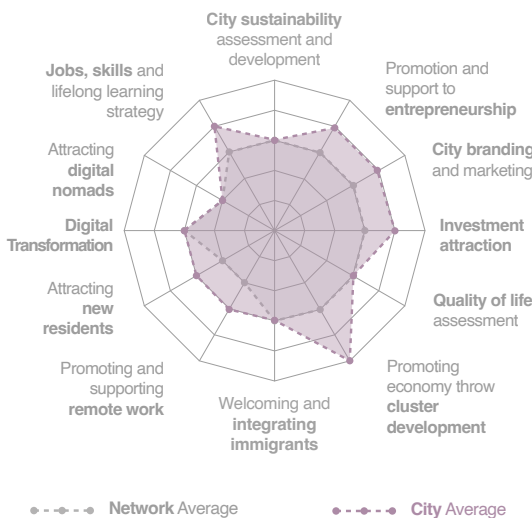 City sustainability
assessment and
development
Promotion and
support to
entrepreneurship
City branding
and marketing
Investment
attraction
Quality of life
assessment
Promoting
economy throw
cluster
development
Welcoming and
integrating
immigrants
Promoting and
supporting
remote work
Attracting
new
residents
Digital
Transformation
Attracting
digital
nomads
Jobs, skills and
lifelong learning
strategy
Network Average
City Average